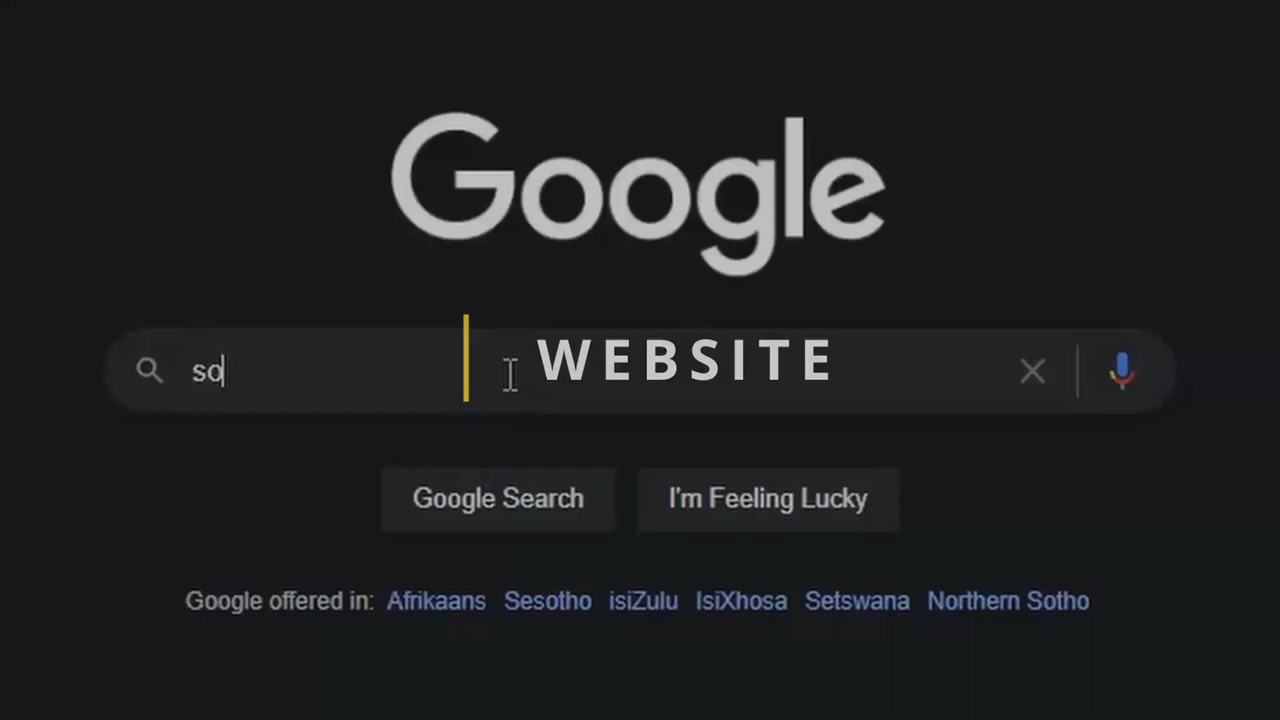 Google
so
WEBSITE
Google Search
I'm Feeling Lucky
Google offered in: Afrikaans Sesotho isiZulu IsiXhosa Setswana Northern Sotho